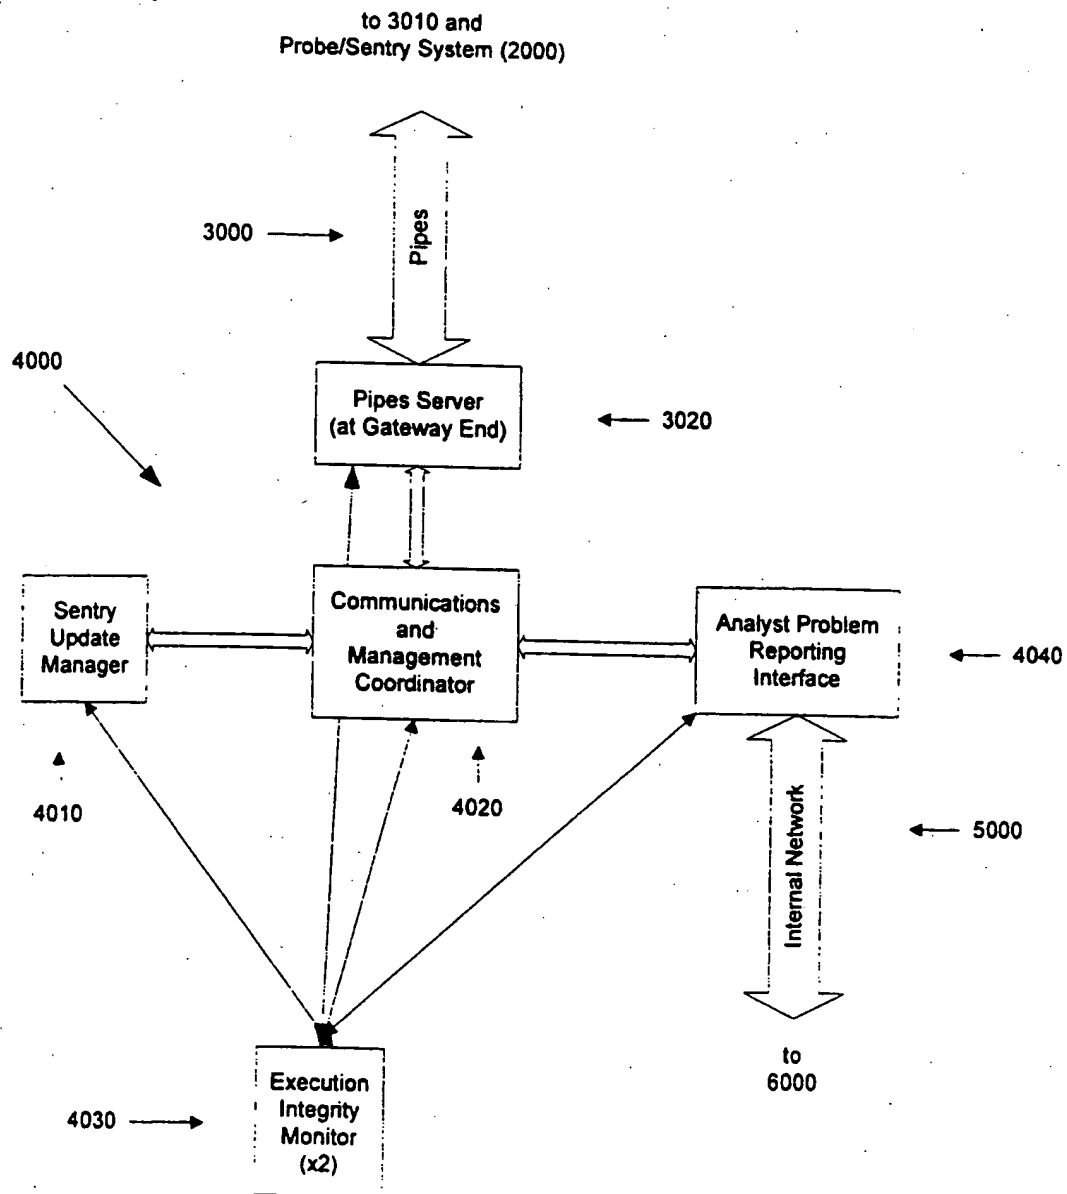 to 3010 and
Probe/Sentry System (2000)
3000
Pipes
4000
Pipes Server
(at Gateway End)
3020
Sentry
Update
Manager
Communications
and
Management
Coordinator
Analyst Problem
Reporting
Interface
4040
4010
4020
5000
Internal Network
to
6000
Execution
Integrity
Monitor
(x2)
4030